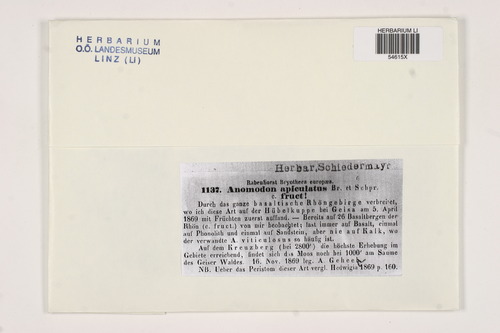 HERBARIUM
O.Ö. LANDESMUSEUM
LINZ (LI)
HERBARIUM LI
54615X
Herbar, Schiedermayr
Rabenhorst Bryotheca europaea.
1137. Anomodon apiculatus Br. et Schpr.
c. fruct!
Durch das ganze basaltische Rhöngebirge verbreitet,
wo ich diese Art auf der Hübelkuppe bei Geisa am 5. April
1869 mit Früchten zuerst auffand. — Bereits auf 26 Basaltbergen der
Rhön (c. fruct.) von mir beobachtet; fast immer auf Basalt, einmal
auf Phonolith und einmal auf Sandstein, aber nie auf Kalk, wo
der verwandte A. viticulosus so häufig ist.
Auf dem Kreuzberg (bei 2800') die höchste Erhebung im
Gebiete erreichend, findet sich das Moos noch bei 1000' am Saume
des Geiser Waldes. 16. Nov. 1869 leg. A. Geheeb.
NB. Ueber das Peristom dieser Art vergl. Hedwigia 1869 p. 160.